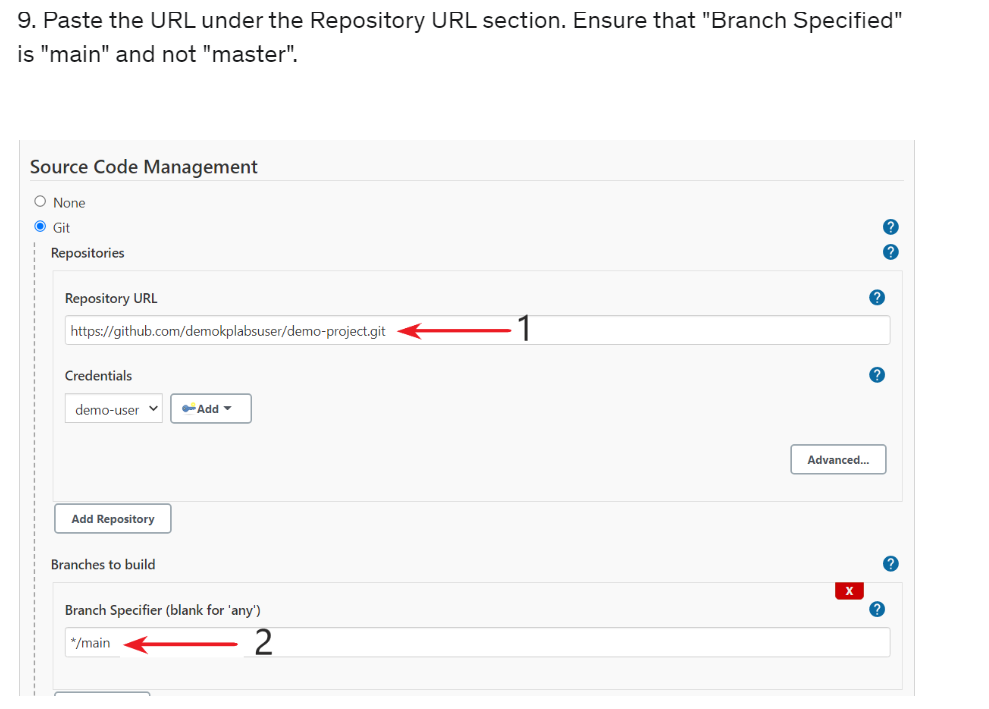 9. Paste the URL under the Repository URL section. Ensure that "Branch Specified"
is "main" and not "master".
Source Code Management
None
Git
Repositories
Repository URL
https://github.com/demokplabsuser/demo-project.git 1
Credentials
demo-user Add
Advanced...
Add Repository
Branches to build
X
Branch Specifier (blank for 'any')
*/main 2